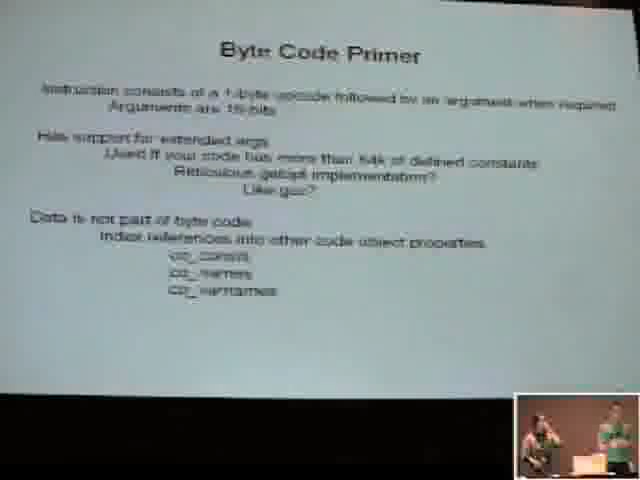 Byte Code Primer
Instruction consists of a 1-byte opcode followed by an argument when required
Arguments are 16-bits
Has support for extended args
Used if your code has more than 64k of defined constants
Ridiculous getopt implementation?
Like gcc?
Data is not part of byte code
Index references into other code object properties
co_consts
co_names
co_varnames